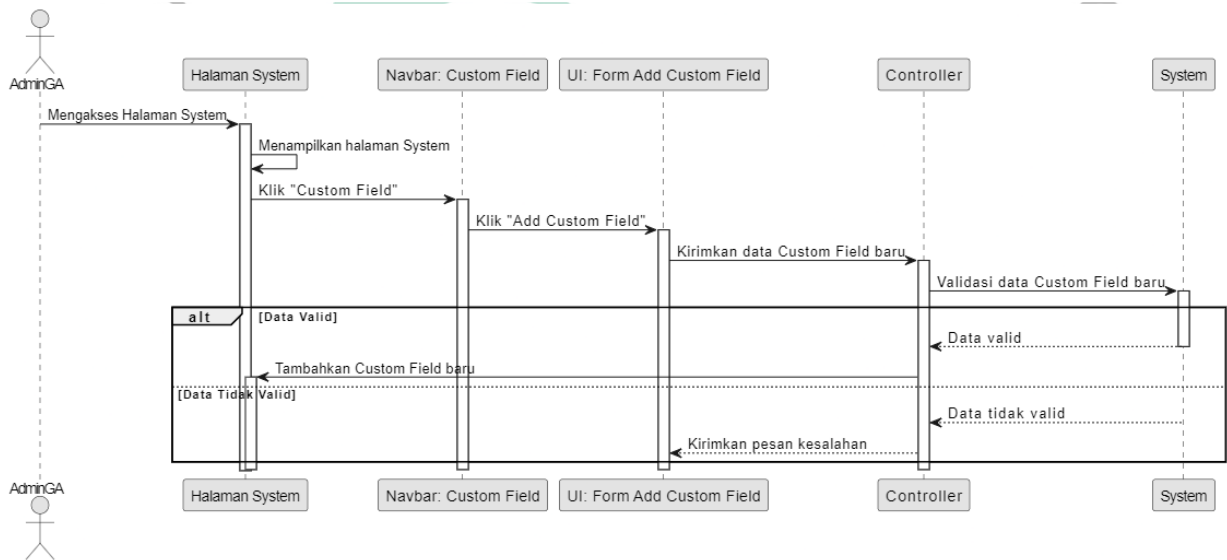 AdminGA
Halaman System
Navbar: Custom Field
UI: Form Add Custom Field
Controller
System
Mengakses Halaman System
Menampilkan halaman System
Klik "Custom Field"
Klik "Add Custom Field"
Kirimkan data Custom Field baru
Validasi data Custom Field baru
alt
[Data Valid]
Data valid
Tambahkan Custom Field baru
[Data Tidak Valid]
Data tidak valid
Kirimkan pesan kesalahan
AdminGA
Halaman System
Navbar: Custom Field
UI: Form Add Custom Field
Controller
System